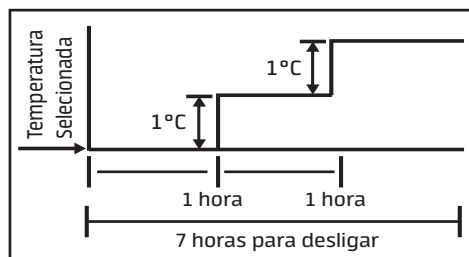 Temperatura
Selecionada
1°C
1°C
1 hora
1 hora
7 horas para desligar